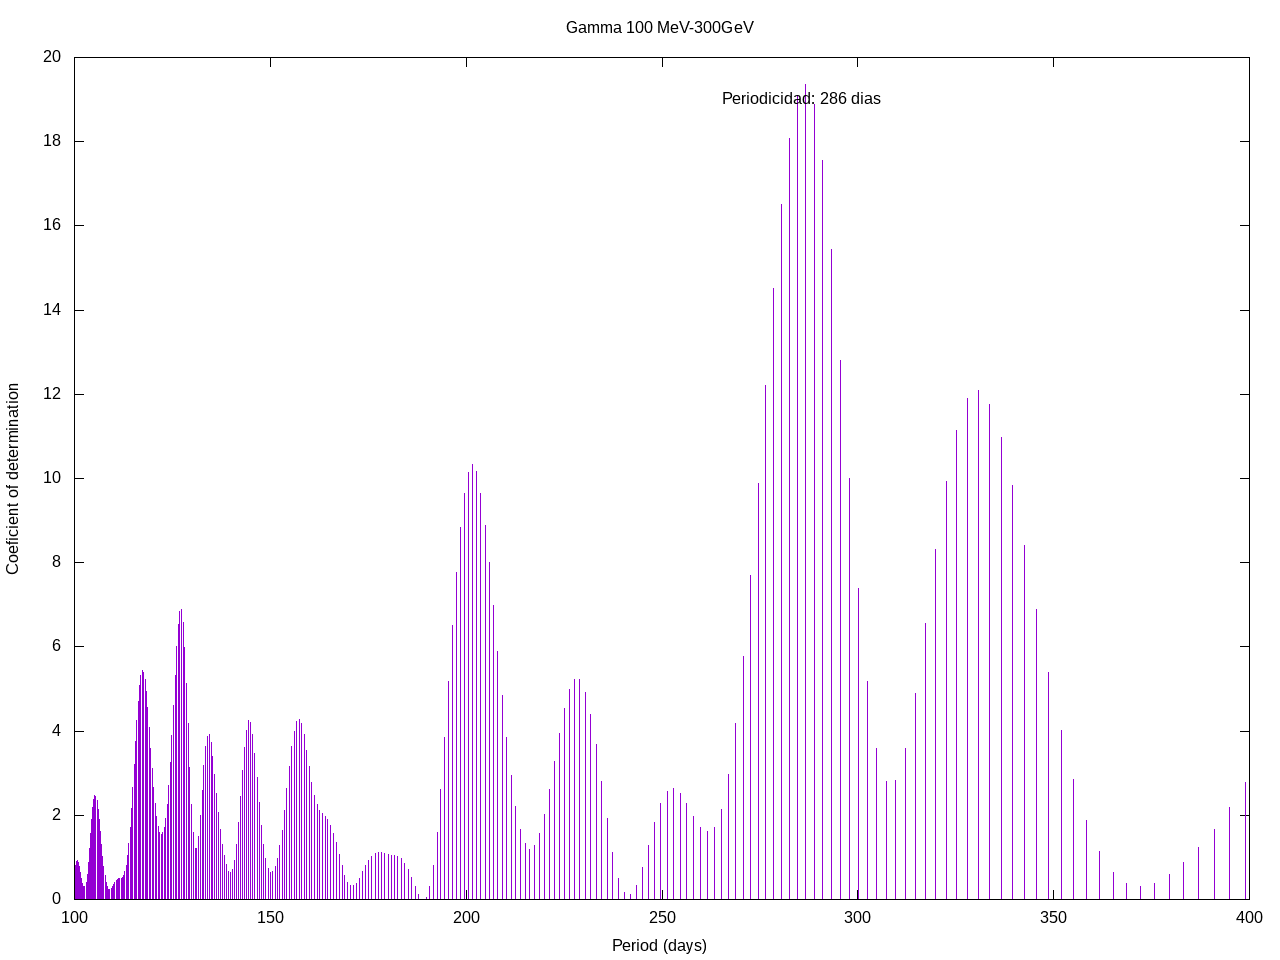 Gamma 100 MeV-300GeV
20
Periodicidad: 286 dias
18
16
14
12
10
8
6
4
2
0
Coeficient of determination
100 150 200 250 300 350 400
Period (days)